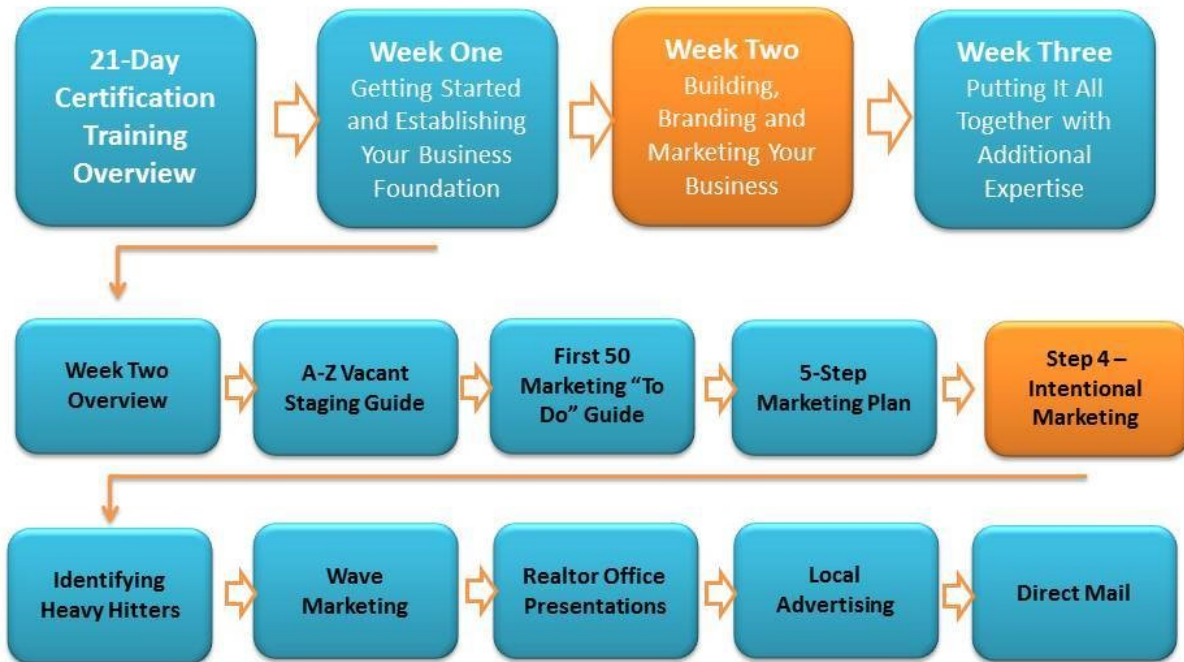 21-Day
Certification
Training
Overview
Week One
Getting Started
and Establishing
Your Business
Foundation
Week Two
Building,
Branding and
Marketing Your
Business
Week Three
Putting It All
Together with
Additional
Expertise
Week Two
Overview
A-Z Vacant
Staging Guide
First 50
Marketing “To
Do” Guide
5-Step
Marketing Plan
Step 4 –
Intentional
Marketing
Identifying
Heavy Hitters
Wave
Marketing
Realtor Office
Presentations
Local
Advertising
Direct Mail